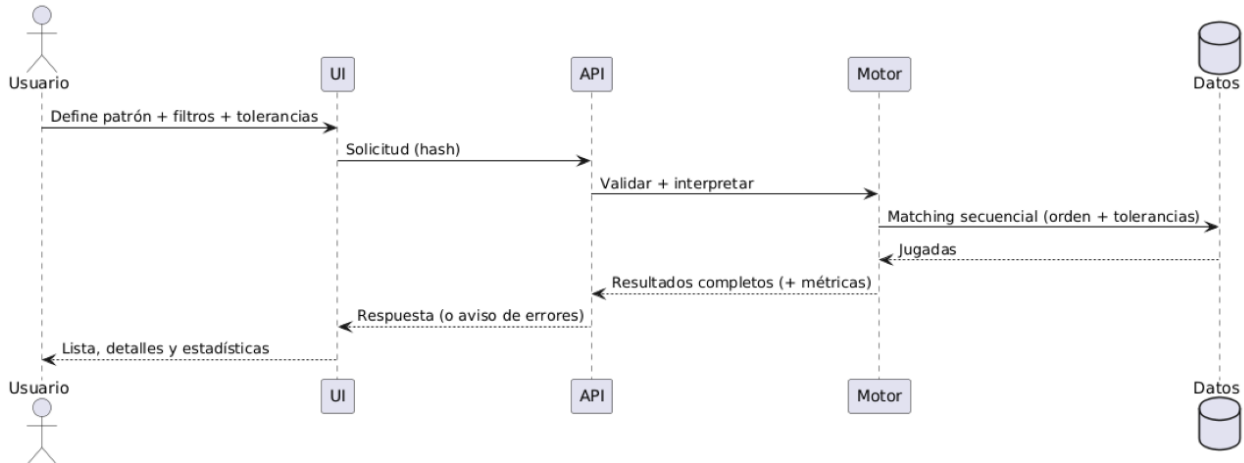 Usuario
UI
API
Motor
Datos
Define patrón + filtros + tolerancias
Solicitud (hash)
Validar + interpretar
Matching secuencial (orden + tolerancias)
Jugadas
Resultados completos (+ métricas)
Respuesta (o aviso de errores)
Lista, detalles y estadísticas
Usuario
UI
API
Motor
Datos